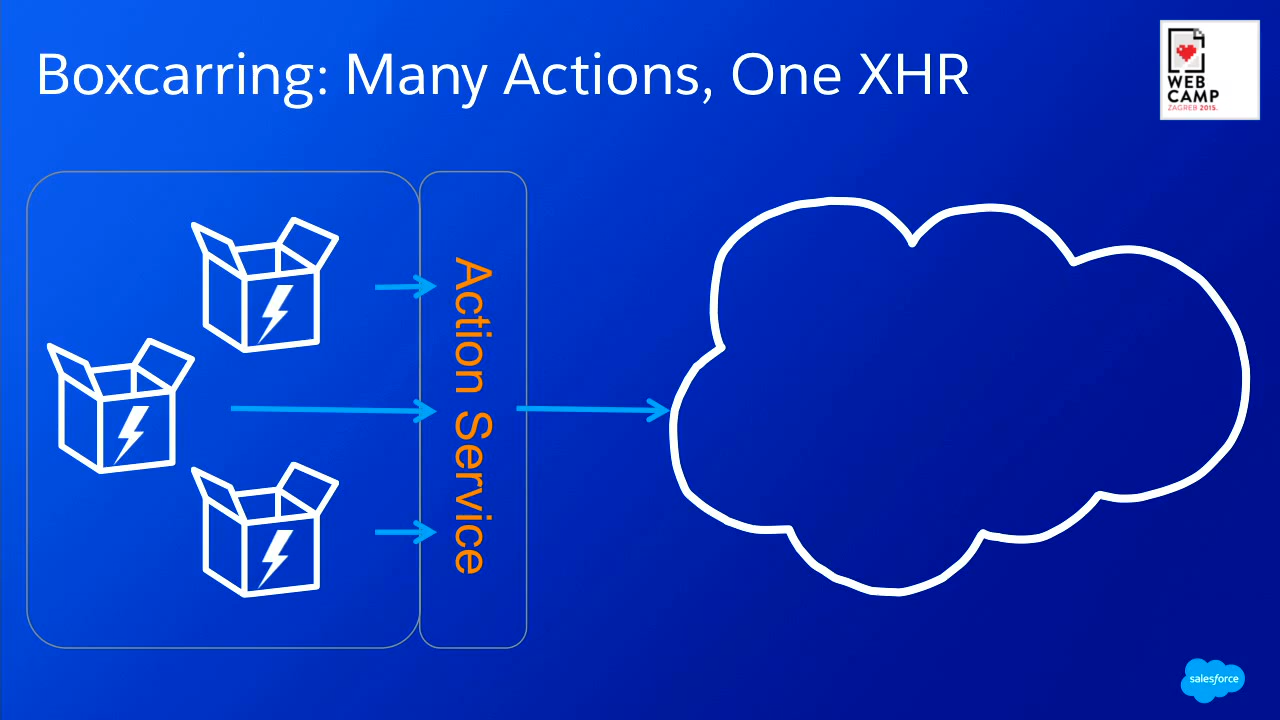 Boxcarring: Many Actions, One XHR
WEB
CAMP
ZAGREB 2015.
Action Service
salesforce